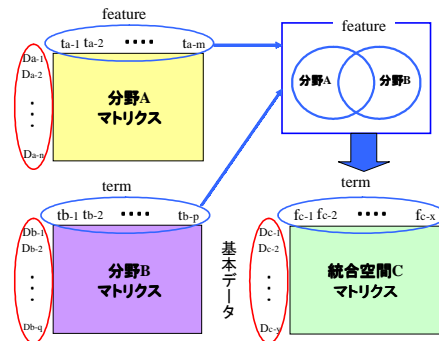 feature
ta-1 ta-2 ････ ta-m
Da-1
Da-2
・
・
・
Da-n
分野A
マトリクス
feature
分野A 分野B
term
tb-1 tb-2 ････ tb-p
Db-1
Db-2
・
・
・
Db-q
分野B
マトリクス
基本データ
term
fc-1 fc-2 ････ fc-x
Dc-1
Dc-2
・
・
・
Dc-y
統合空間C
マトリクス